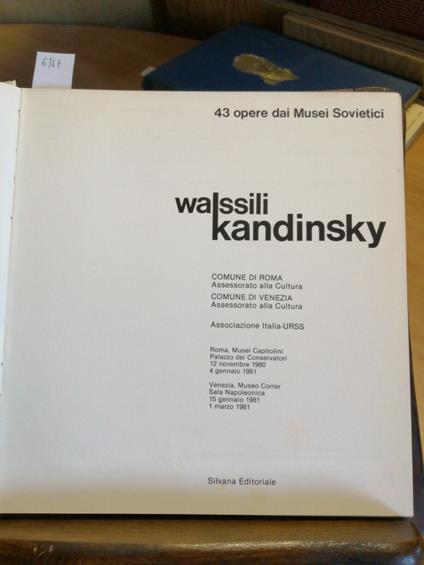 6364
43 opere dai Musei Sovietici
wassili
kandinsky
COMUNE DI ROMA
Assessorato alla Cultura
COMUNE DI VENEZIA
Assessorato alla Cultura
Associazione Italia-URSS
Roma, Musei Capitolini
Palazzo dei Conservatori
12 novembre 1980
4 gennaio 1981
Venezia, Museo Correr
Sala Napoleonica
15 gennaio 1981
1 marzo 1981
Silvana Editoriale